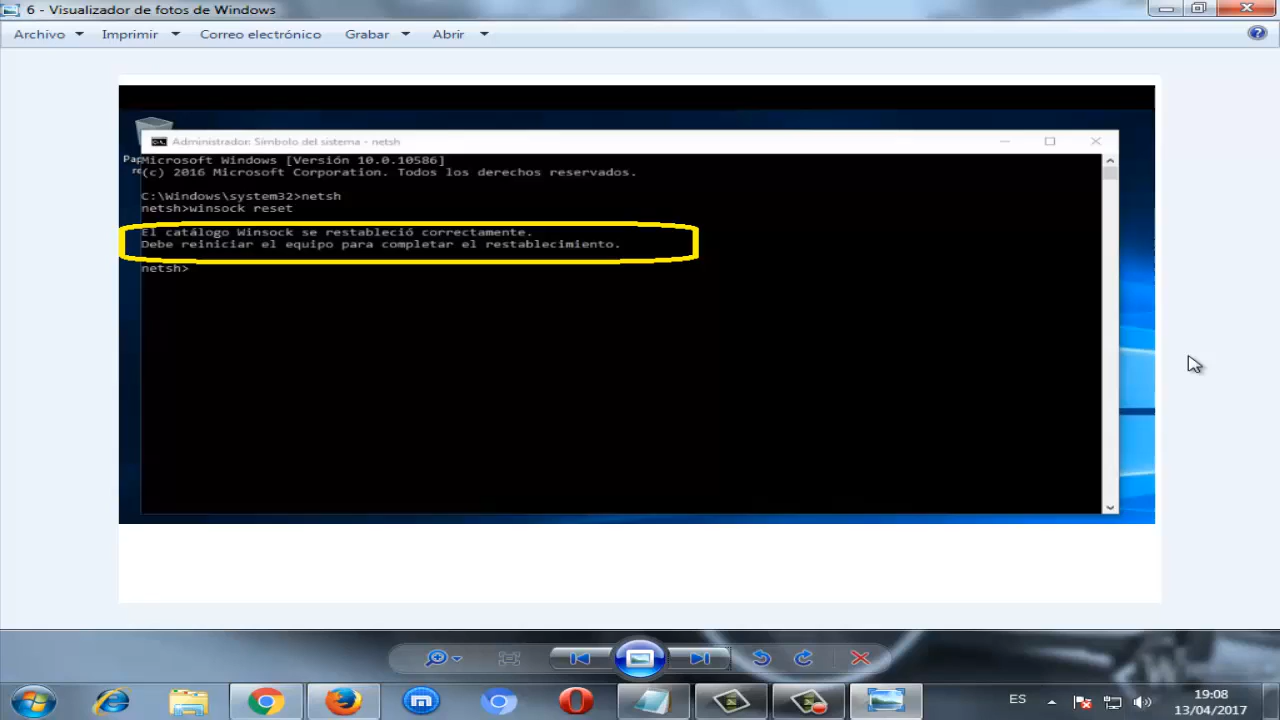 6 - Visualizador de fotos de Windows
Archivo Imprimir Correo electrónico Grabar Abrir
Administrador: Símbolo del sistema - netsh
Microsoft Windows [Versión 10.0.10586]
(c) 2016 Microsoft Corporation. Todos los derechos reservados.
C:\Windows\system32>netsh
netsh>winsock reset
El catálogo Winsock se restableció correctamente.
Debe reiniciar el equipo para completar el restablecimiento.
netsh>
ES
19:08
13/04/2017